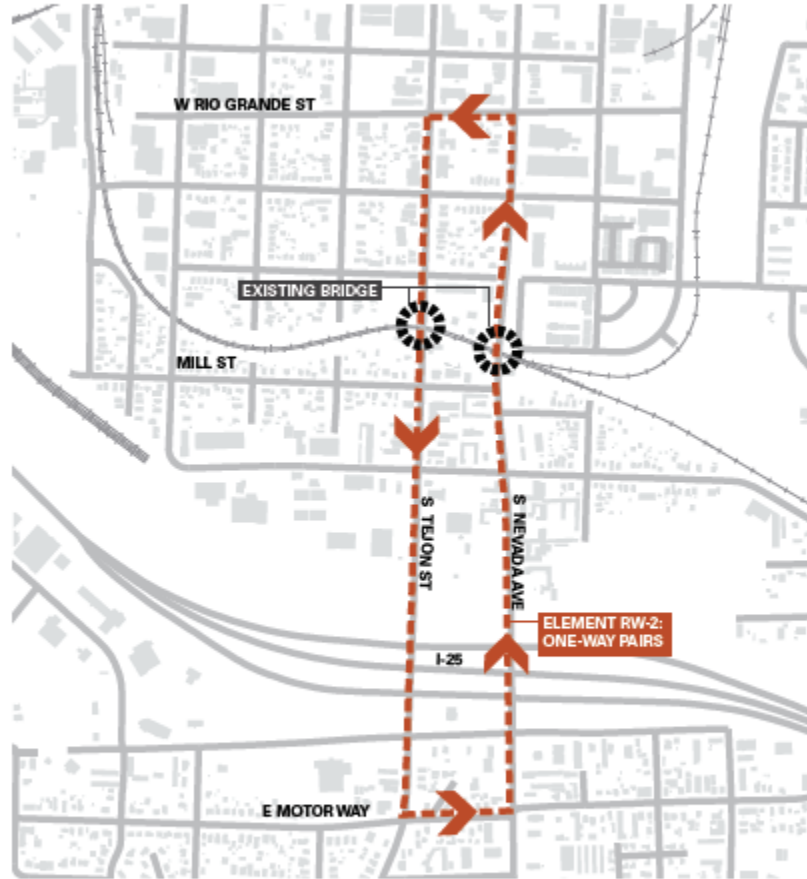 W RIO GRANDE ST
EXISTING BRIDGE
MILL ST
S TEJON ST
S NEVADA AVE
ELEMENT RW-2:
ONE-WAY PAIRS
I-25
E MOTOR WAY